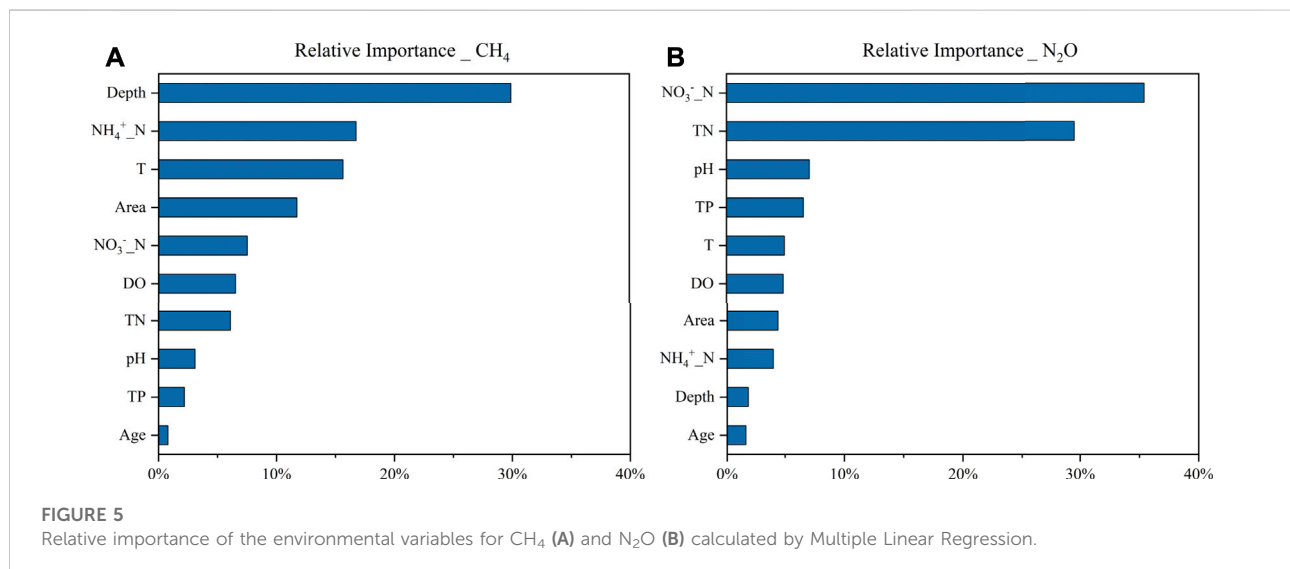 A
Relative Importance _ CH₄
Depth
NH₄⁺_N
T
Area
NO₃⁻_N
DO
TN
pH
TP
Age
0% 10% 20% 30% 40%
B
Relative Importance _ N₂O
NO₃⁻_N
TN
pH
TP
T
DO
Area
NH₄⁺_N
Depth
Age
0% 10% 20% 30% 40%
FIGURE 5
Relative importance of the environmental variables for CH₄ (A) and N₂O (B) calculated by Multiple Linear Regression.